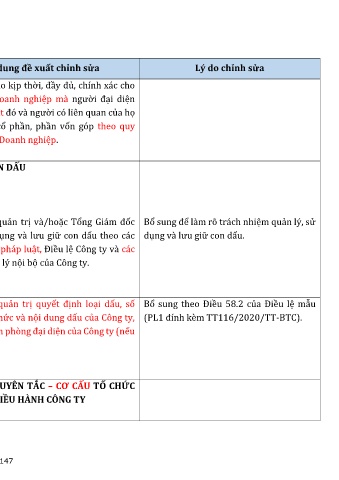 dung đề xuất chỉnh sửa
Lý do chỉnh sửa
o kịp thời, đầy đủ, chính xác cho
oanh nghiệp mà người đại diện
t đó và người có liên quan của họ
ổ phần, phần vốn góp theo quy
Doanh nghiệp.
N DẤU
quản trị và/hoặc Tổng Giám đốc
ụng và lưu giữ con dấu theo các
pháp luật, Điều lệ Công ty và các
lý nội bộ của Công ty.
Bổ sung để làm rõ trách nhiệm quản lý, sử
dụng và lưu giữ con dấu.
quản trị quyết định loại dấu, số
hức và nội dung dấu của Công ty,
n phòng đại diện của Công ty (nếu
Bổ sung theo Điều 58.2 của Điều lệ mẫu
(PL1 đính kèm TT116/2020/TT-BTC).
UYÊN TẮC – CƠ CẤU TỔ CHỨC
IỀU HÀNH CÔNG TY
147